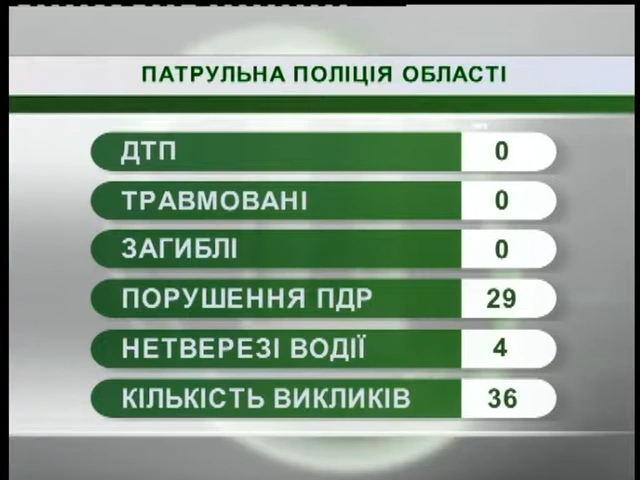 ПАТРУЛЬНА ПОЛІЦІЯ ОБЛАСТІ
ДТП 0
ТРАВМОВАНІ 0
ЗАГИБЛІ 0
ПОРУШЕННЯ ПДР 29
НЕТВЕРЕЗІ ВОДІЇ 4
КІЛЬКІСТЬ ВИКЛИКІВ 36